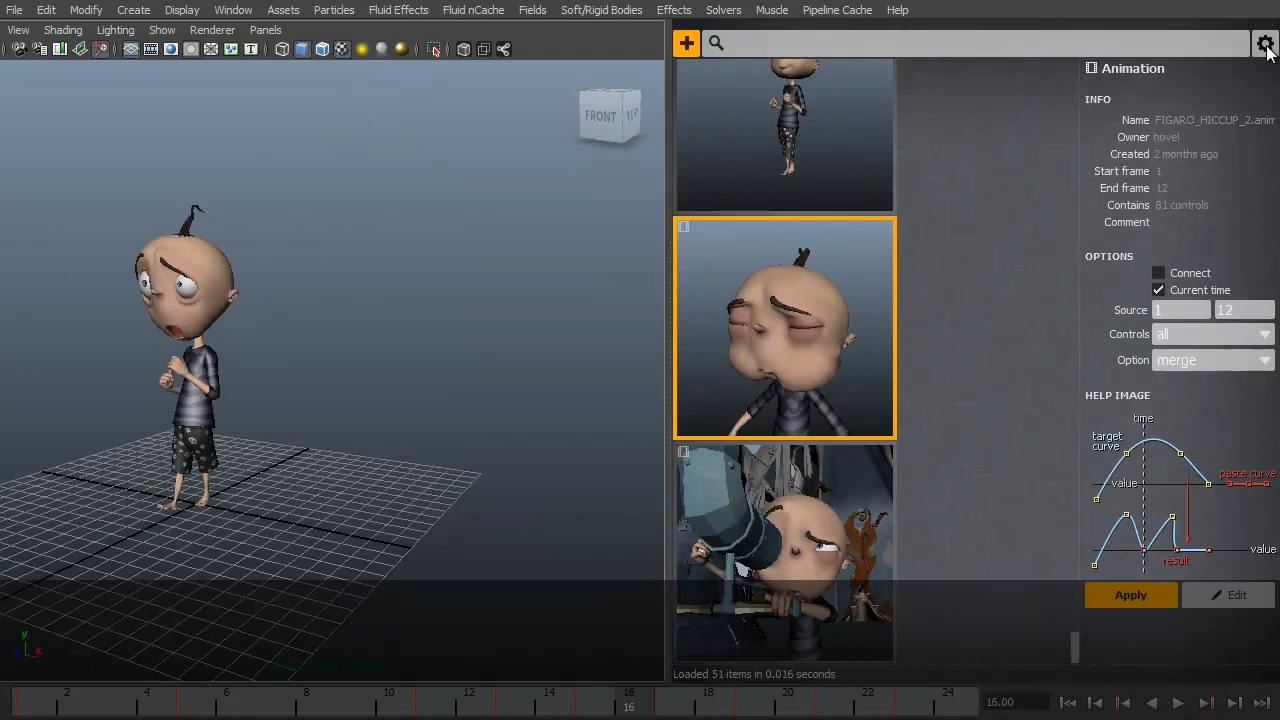 File Edit Modify Create Display Window Assets Particles Fluid Effects Fluid nCache Fields Soft/Rigid Bodies Effects Solvers Muscle Pipeline Cache Help
View Shading Lighting Show Renderer Panels
T
FRONT
Animation
INFO
Name FIGARO_HICCUP_2.anim
Owner hovel
Created 2 months ago
Start frame 1
End frame 12
Contains 81 controls
Comment
OPTIONS
Connect
Current time
Source 1 12
Controls all
Option merge
HELP IMAGE
time
target
curve
paste curve
value
value
result
Apply Edit
y
x
Loaded 51 items in 0.016 seconds
2 4 6 8 10 12 14 16 18 20 22 24
16
16.00